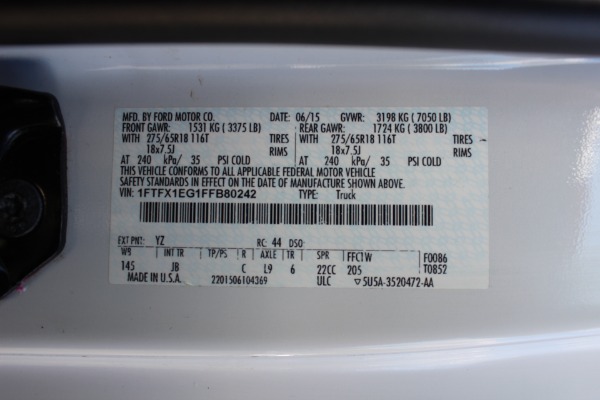 MFD. BY FORD MOTOR CO. DATE: 06/15 GVWR: 3198 KG ( 7050 LB)
FRONT GAWR: 1531 KG ( 3375 LB) REAR GAWR: 1724 KG ( 3800 LB)
WITH 275/65R18 116T TIRES WITH 275/65R18 116T TIRES
18x7.5J RIMS 18x7.5J RIMS
AT 240 kPa/ 35 PSI COLD AT 240 kPa/ 35 PSI COLD
THIS VEHICLE CONFORMS TO ALL APPLICABLE FEDERAL MOTOR VEHICLE
SAFETY STANDARDS IN EFFECT ON THE DATE OF MANUFACTURE SHOWN ABOVE.
VIN: 1FTFX1EG1FFB80242 TYPE: Truck
EXT PNT: YZ RC: 44 DSO:
WB INT TR TP/PS R AXLE TR SPR FFC1W F0086
145 JB C L9 6 22CC 205 T0852
MADE IN U.S.A. 2201506104369 ULC ▽5U5A-3520472-AA